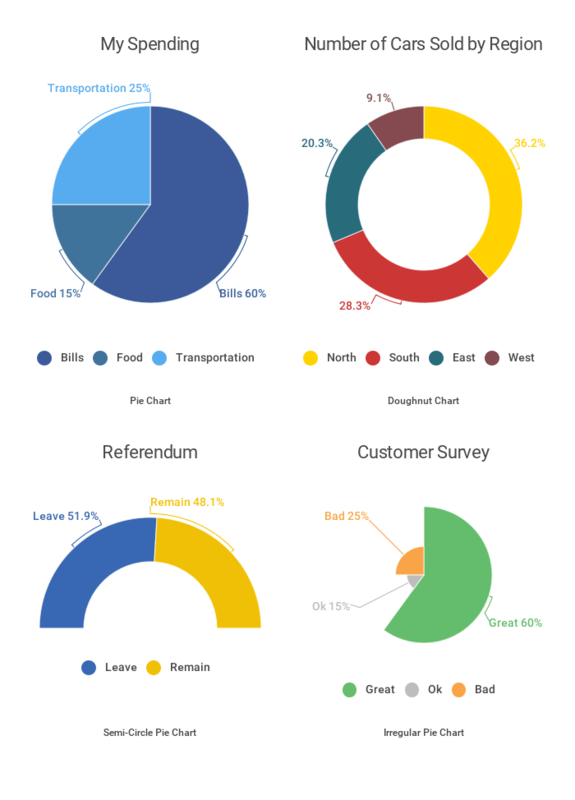 My Spending
Number of Cars Sold by Region
Transportation 25%
9.1%
20.3%
36.2%
Food 15%
Bills 60%
28.3%
Bills Food Transportation
North South East West
Pie Chart
Doughnut Chart
Referendum
Customer Survey
Remain 48.1%
Leave 51.9%
Bad 25%
Ok 15%
Great 60%
Leave Remain
Great Ok Bad
Semi-Circle Pie Chart
Irregular Pie Chart